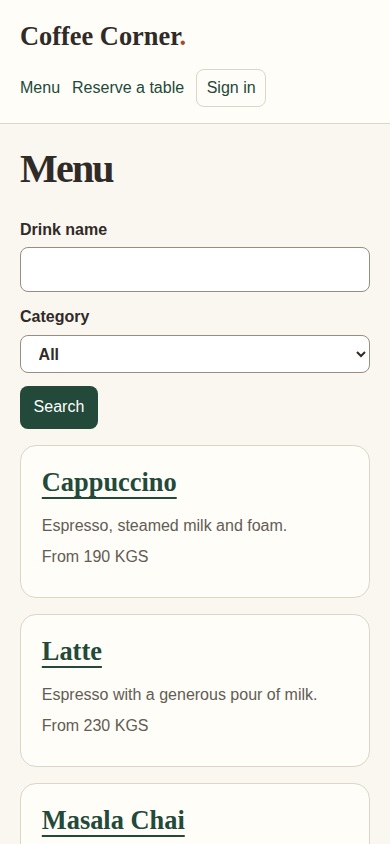 Coffee Corner.
Menu Reserve a table Sign in
Menu
Drink name
Category
All
Search
Cappuccino
Espresso, steamed milk and foam.
From 190 KGS
Latte
Espresso with a generous pour of milk.
From 230 KGS
Masala Chai